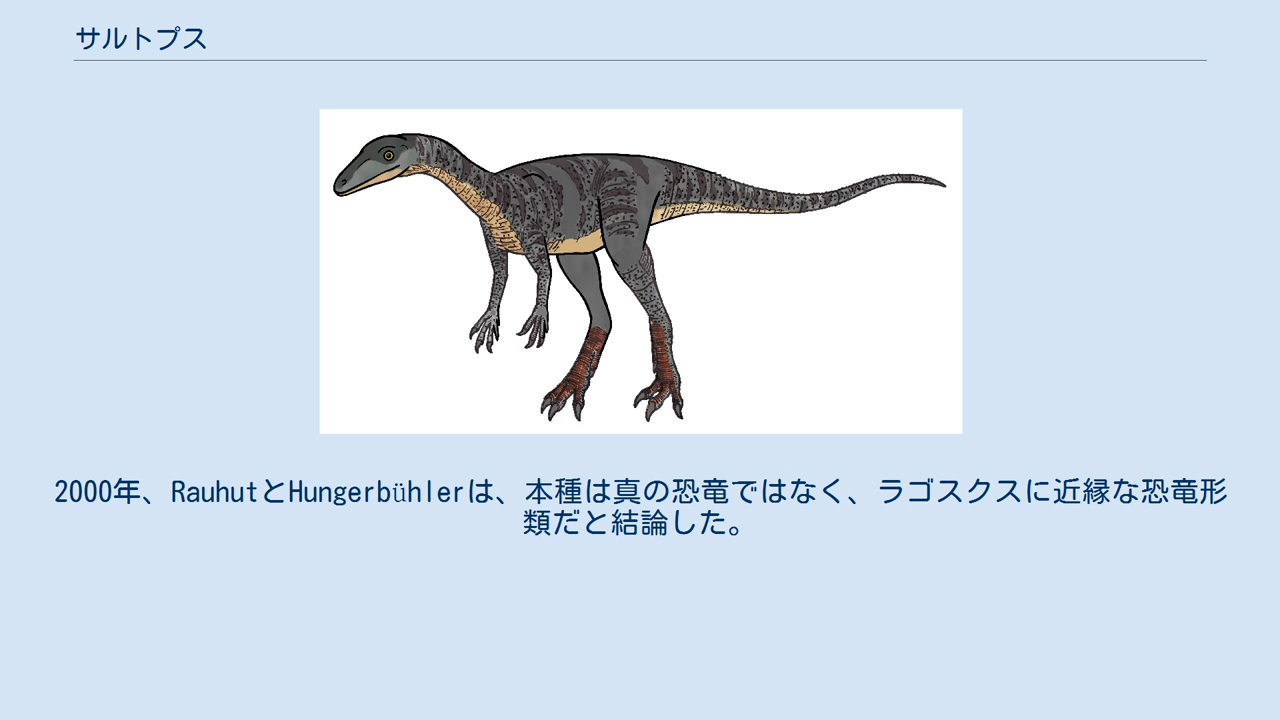 サルトプス
2000年、RauhutとHungerbühlerは、本種は真の恐竜ではなく、ラゴスクスに近縁な恐竜形
類だと結論した。